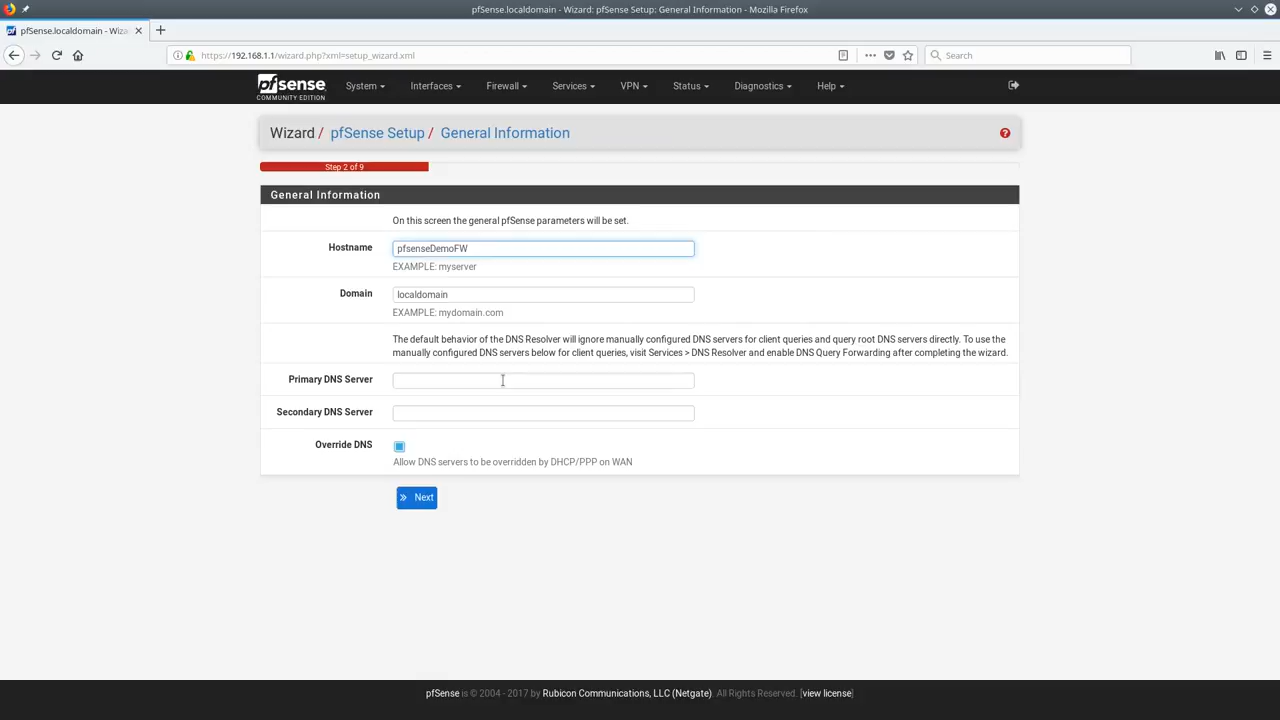 pfSense.localdomain - Wizard: pfSense Setup: General Information - Mozilla Firefox
pfSense.localdomain - Wiza
https://192.168.1.1/wizard.php?xml=setup_wizard.xml
Search
pfsense
COMMUNITY EDITION
System
Interfaces
Firewall
Services
VPN
Status
Diagnostics
Help
Wizard / pfSense Setup / General Information
Step 2 of 9
General Information
On this screen the general pfSense parameters will be set.
Hostname
pfsenseDemoFW
EXAMPLE: myserver
Domain
localdomain
EXAMPLE: mydomain.com
The default behavior of the DNS Resolver will ignore manually configured DNS servers for client queries and query root DNS servers directly. To use the
manually configured DNS servers below for client queries, visit Services > DNS Resolver and enable DNS Query Forwarding after completing the wizard.
Primary DNS Server
Secondary DNS Server
Override DNS
Allow DNS servers to be overridden by DHCP/PPP on WAN
Next
pfSense is © 2004 - 2017 by Rubicon Communications, LLC (Netgate). All Rights Reserved. [view license]